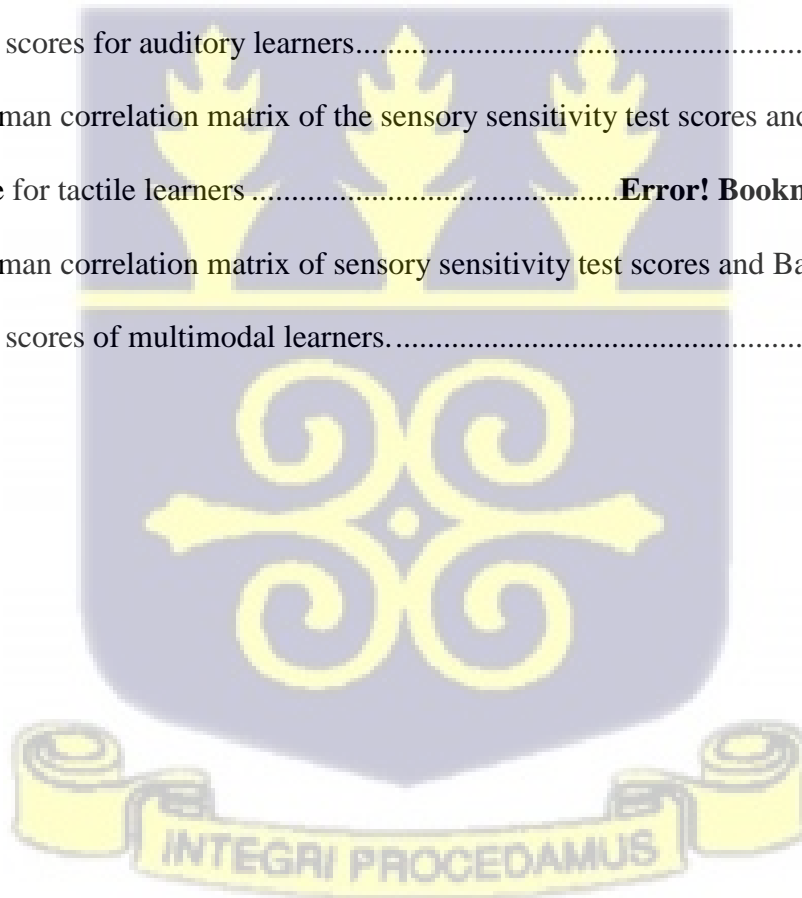 scores for auditory learners......................................................................
man correlation matrix of the sensory sensitivity test scores and
e for tactile learners ..........................................................Error! Bookn
man correlation matrix of sensory sensitivity test scores and Ba
scores of multimodal learners. ................................................................
INTEGRI PROCEDAMUS